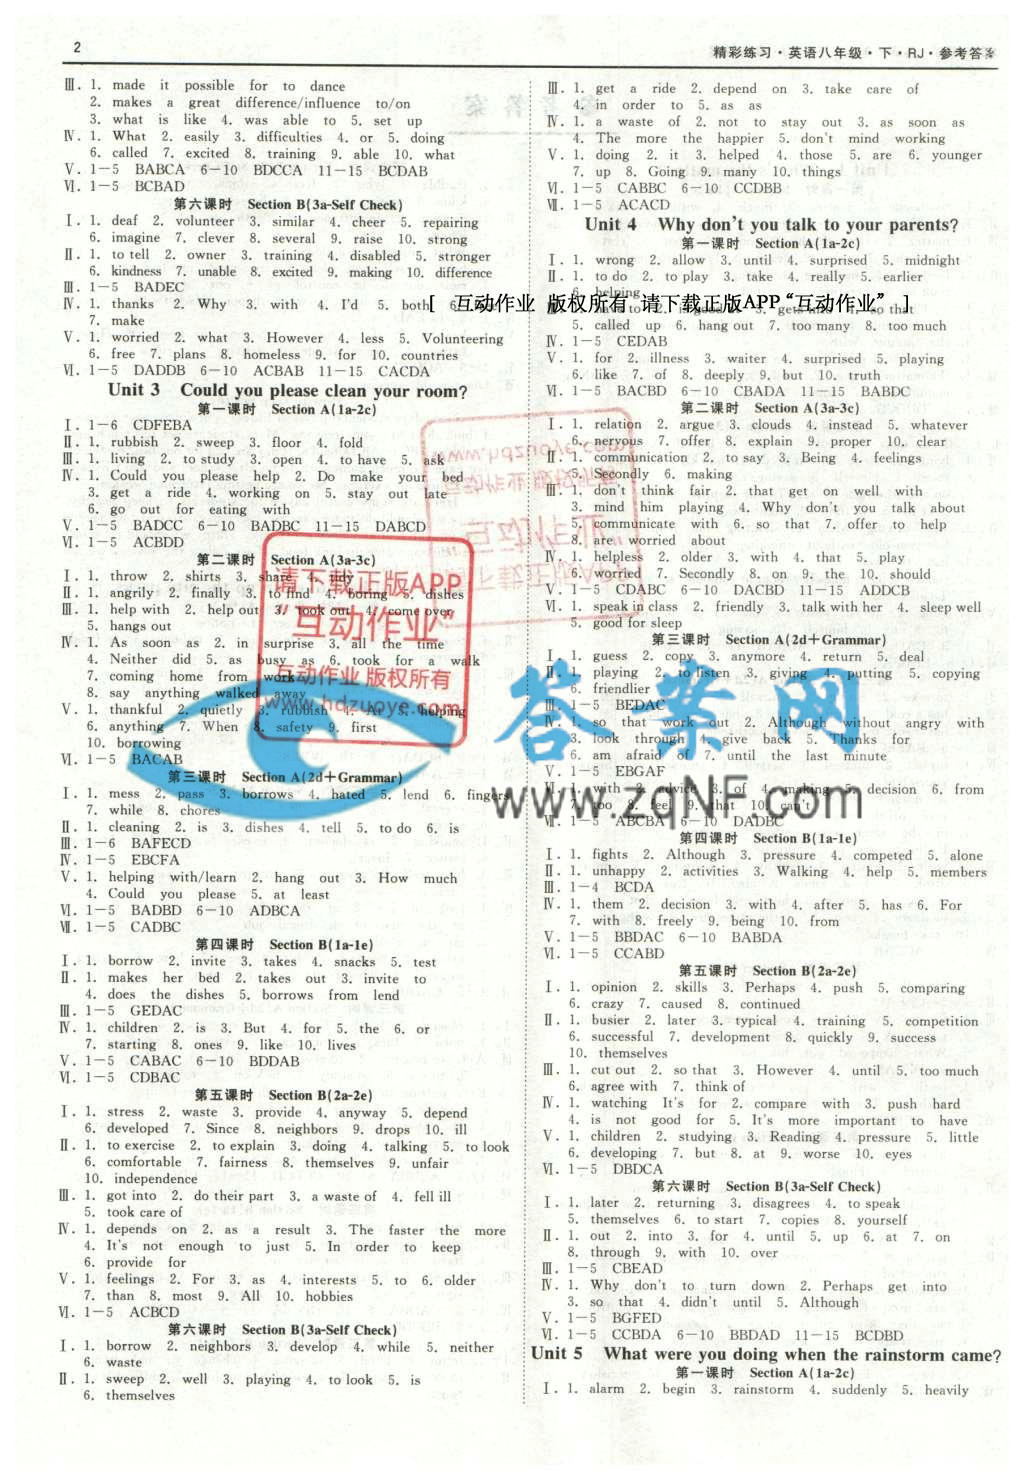 2
精彩练习·英语八年级·下·RJ·参考答案
Ⅲ. 1. made it possible for to dance
2. makes a great difference/influence to/on
3. what is like 4. was able to 5. set up
Ⅳ. 1. What 2. easily 3. difficulties 4. or 5. doing
6. called 7. excited 8. training 9. able 10. what
Ⅴ. 1-5 BABCA 6-10 BDCCA 11-15 BCDAB
Ⅵ. 1-5 BCBAD
第六课时 Section B(3a-Self Check)
Ⅰ. 1. deaf 2. volunteer 3. similar 4. cheer 5. repairing
6. imagine 7. clever 8. several 9. raise 10. strong
Ⅱ. 1. to tell 2. owner 3. training 4. disabled 5. stronger
6. kindness 7. unable 8. excited 9. making 10. difference
Ⅲ. 1-5 BADEC
Ⅳ. 1. thanks 2. Why 3. with 4. I'd 5. both 6.
7. make
Ⅴ. 1. worried 2. what 3. However 4. less 5. Volunteering
6. free 7. plans 8. homeless 9. for 10. countries
Ⅵ. 1-5 DADDB 6-10 ACBAB 11-15 CACDA
Unit 3 Could you please clean your room?
第一课时 Section A(1a-2c)
Ⅰ. 1-6 CDFEBA
Ⅱ. 1. rubbish 2. sweep 3. floor 4. fold
Ⅲ. 1. living 2. to study 3. open 4. to have 5. ask
Ⅳ. 1. Could you please help 2. Do make your bed
3. get a ride 4. working on 5. stay out late
6. go out for eating with
Ⅴ. 1-5 BADCC 6-10 BADBC 11-15 DABCD
Ⅵ. 1-5 ACBDD
第二课时 Section A(3a-3c)
Ⅰ. 1. throw 2. shirts 3. share 4. tidy
Ⅱ. 1. angrily 2. finally 3. to find 4. boring 5. dishes
Ⅲ. 1. help with 2. help out 3. took out 4. come over
5. hangs out
Ⅳ. 1. As soon as 2. in surprise 3. all the time
4. Neither did 5. as busy as 6. took for a walk
7. coming home from work
8. say anything walked away
Ⅴ. 1. thankful 2. quietly 3. rubbish 4. At 5. helping
6. anything 7. When 8. safety 9. first
10. borrowing
Ⅵ. 1-5 BACAB
第三课时 Section A(2d+Grammar)
Ⅰ. 1. mess 2. pass 3. borrows 4. hated 5. lend 6. fingers
7. while 8. chores
Ⅱ. 1. cleaning 2. is 3. dishes 4. tell 5. to do 6. is
Ⅲ. 1-6 BAFECD
Ⅳ. 1-5 EBCFA
Ⅴ. 1. helping with/learn 2. hang out 3. How much
4. Could you please 5. at least
Ⅵ. 1-5 BADBD 6-10 ADBCA
Ⅶ. 1-5 CADBC
第四课时 Section B(1a-1e)
Ⅰ. 1. borrow 2. invite 3. takes 4. snacks 5. test
Ⅱ. 1. makes her bed 2. takes out 3. invite to
4. does the dishes 5. borrows from lend
Ⅲ. 1-5 GEDAC
Ⅳ. 1. children 2. is 3. But 4. for 5. the 6. or
7. starting 8. ones 9. like 10. lives
Ⅴ. 1-5 CABAC 6-10 BDDAB
Ⅵ. 1-5 CDBAC
第五课时 Section B(2a-2e)
Ⅰ. 1. stress 2. waste 3. provide 4. anyway 5. depend
6. developed 7. Since 8. neighbors 9. drops 10. ill
Ⅱ. 1. to exercise 2. to explain 3. doing 4. talking 5. to look
6. comfortable 7. fairness 8. themselves 9. unfair
10. independence
Ⅲ. 1. got into 2. do their part 3. a waste of 4. fell ill
5. took care of
Ⅳ. 1. depends on 2. as a result 3. The faster the more
4. It's not enough to just 5. In order to keep
6. provide for
Ⅴ. 1. feelings 2. For 3. as 4. interests 5. to 6. older
7. than 8. most 9. All 10. hobbies
Ⅵ. 1-5 ACBCD
第六课时 Section B(3a-Self Check)
Ⅰ. 1. borrow 2. neighbors 3. develop 4. while 5. neither
6. waste
Ⅱ. 1. sweep 2. well 3. playing 4. to look 5. is
6. themselves
Ⅲ. 1. get a ride 2. depend on 3. take care of
4. in order to 5. as as
Ⅳ. 1. a waste of 2. not to stay out 3. as soon as
4. The more the happier 5. don't mind working
Ⅴ. 1. doing 2. it 3. helped 4. those 5. are 6. younger
7. up 8. Going 9. many 10. things
Ⅵ. 1-5 CABBC 6-10 CCDBB
Ⅶ. 1-5 ACACD
Unit 4 Why don't you talk to your parents?
第一课时 Section A(1a-2c)
Ⅰ. 1. wrong 2. allow 3. until 4. surprised 5. midnight
Ⅱ. 1. to do 2. to play 3. take 4. really 5. earlier
6. helping
[ 互动作业 版权所有 请下载正版APP“互动作业” ]
5. called up 6. hang out 7. too many 8. too much
Ⅳ. 1-5 CEDAB
Ⅴ. 1. for 2. illness 3. waiter 4. surprised 5. playing
6. like 7. of 8. deeply 9. but 10. truth
Ⅵ. 1-5 BACBD 6-10 CBADA 11-15 BABDC
第二课时 Section A(3a-3c)
Ⅰ. 1. relation 2. argue 3. clouds 4. instead 5. whatever
6. nervous 7. offer 8. explain 9. proper 10. clear
Ⅱ. 1. communication 2. to say 3. Being 4. feelings
5. Secondly 6. making
Ⅲ. 1. don't think fair 2. that get on well with
3. mind him playing 4. Why don't you talk about
5. communicate with 6. so that 7. offer to help
8. are worried about
Ⅳ. 1. helpless 2. older 3. with 4. that 5. play
6. worried 7. Secondly 8. on 9. the 10. should
Ⅴ. 1-5 CDABC 6-10 DACBD 11-15 ADDCB
Ⅵ. 1. speak in class 2. friendly 3. talk with her 4. sleep well
5. good for sleep
第三课时 Section A(2d+Grammar)
Ⅰ. 1. guess 2. copy 3. anymore 4. return 5. deal
Ⅱ. 1. playing 2. to listen 3. giving 4. putting 5. copying
6. friendlier
Ⅲ. 1-5 BEDAC
Ⅳ. 1. so that work out 2. Although without angry with
3. look through 4. give back 5. Thanks for
6. am afraid of 7. until the last minute
Ⅴ. 1-5 EBGAF
Ⅵ. 1. with 2. advice 3. of 4. making 5. decision 6. from
7. too 8. feel 9. that 10. can't
Ⅶ. 1-5 ABCBA 6-10 DADBC
第四课时 Section B(1a-1e)
Ⅰ. 1. fights 2. Although 3. pressure 4. competed 5. alone
Ⅱ. 1. unhappy 2. activities 3. Walking 4. help 5. members
Ⅲ. 1-4 BCDA
Ⅳ. 1. them 2. decision 3. with 4. after 5. has 6. For
7. with 8. freely 9. being 10. from
Ⅴ. 1-5 BBDAC 6-10 BABDA
Ⅵ. 1-5 CCABD
第五课时 Section B(2a-2e)
Ⅰ. 1. opinion 2. skills 3. Perhaps 4. push 5. comparing
6. crazy 7. caused 8. continued
Ⅱ. 1. busier 2. later 3. typical 4. training 5. competition
6. successful 7. development 8. quickly 9. success
10. themselves
Ⅲ. 1. cut out 2. so that 3. However 4. until 5. too much
6. agree with 7. think of
Ⅳ. 1. watching It's for 2. compare with 3. push hard
4. is not good for 5. It's more important to have
Ⅴ. 1. children 2. studying 3. Reading 4. pressure 5. little
6. developing 7. but 8. at 9. worse 10. eyes
Ⅵ. 1-5 DBDCA
第六课时 Section B(3a-Self Check)
Ⅰ. 1. later 2. returning 3. disagrees 4. to speak
5. themselves 6. to start 7. copies 8. yourself
Ⅱ. 1. out 2. into 3. for 4. until 5. up 6. at 7. on
8. through 9. with 10. over
Ⅲ. 1-5 CBEAD
Ⅳ. 1. Why don't to turn down 2. Perhaps get into
3. so that 4. didn't until 5. Although
Ⅴ. 1-5 BGFED
Ⅵ. 1-5 CCBDA 6-10 BBDAD 11-15 BCDBD
Unit 5 What were you doing when the rainstorm came?
第一课时 Section A(1a-2c)
Ⅰ. 1. alarm 2. begin 3. rainstorm 4. suddenly 5. heavily
请下载正版APP
“互动作业”
互动作业 版权所有
www.hdzuoye.com
答案网
www.zqNF.com